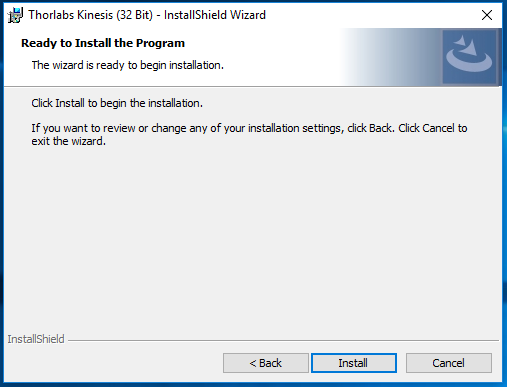 Thorlabs Kinesis (32 Bit) - InstallShield Wizard
Ready to Install the Program
The wizard is ready to begin installation.
Click Install to begin the installation.
If you want to review or change any of your installation settings, click Back. Click Cancel to
exit the wizard.
InstallShield
< Back
Install
Cancel